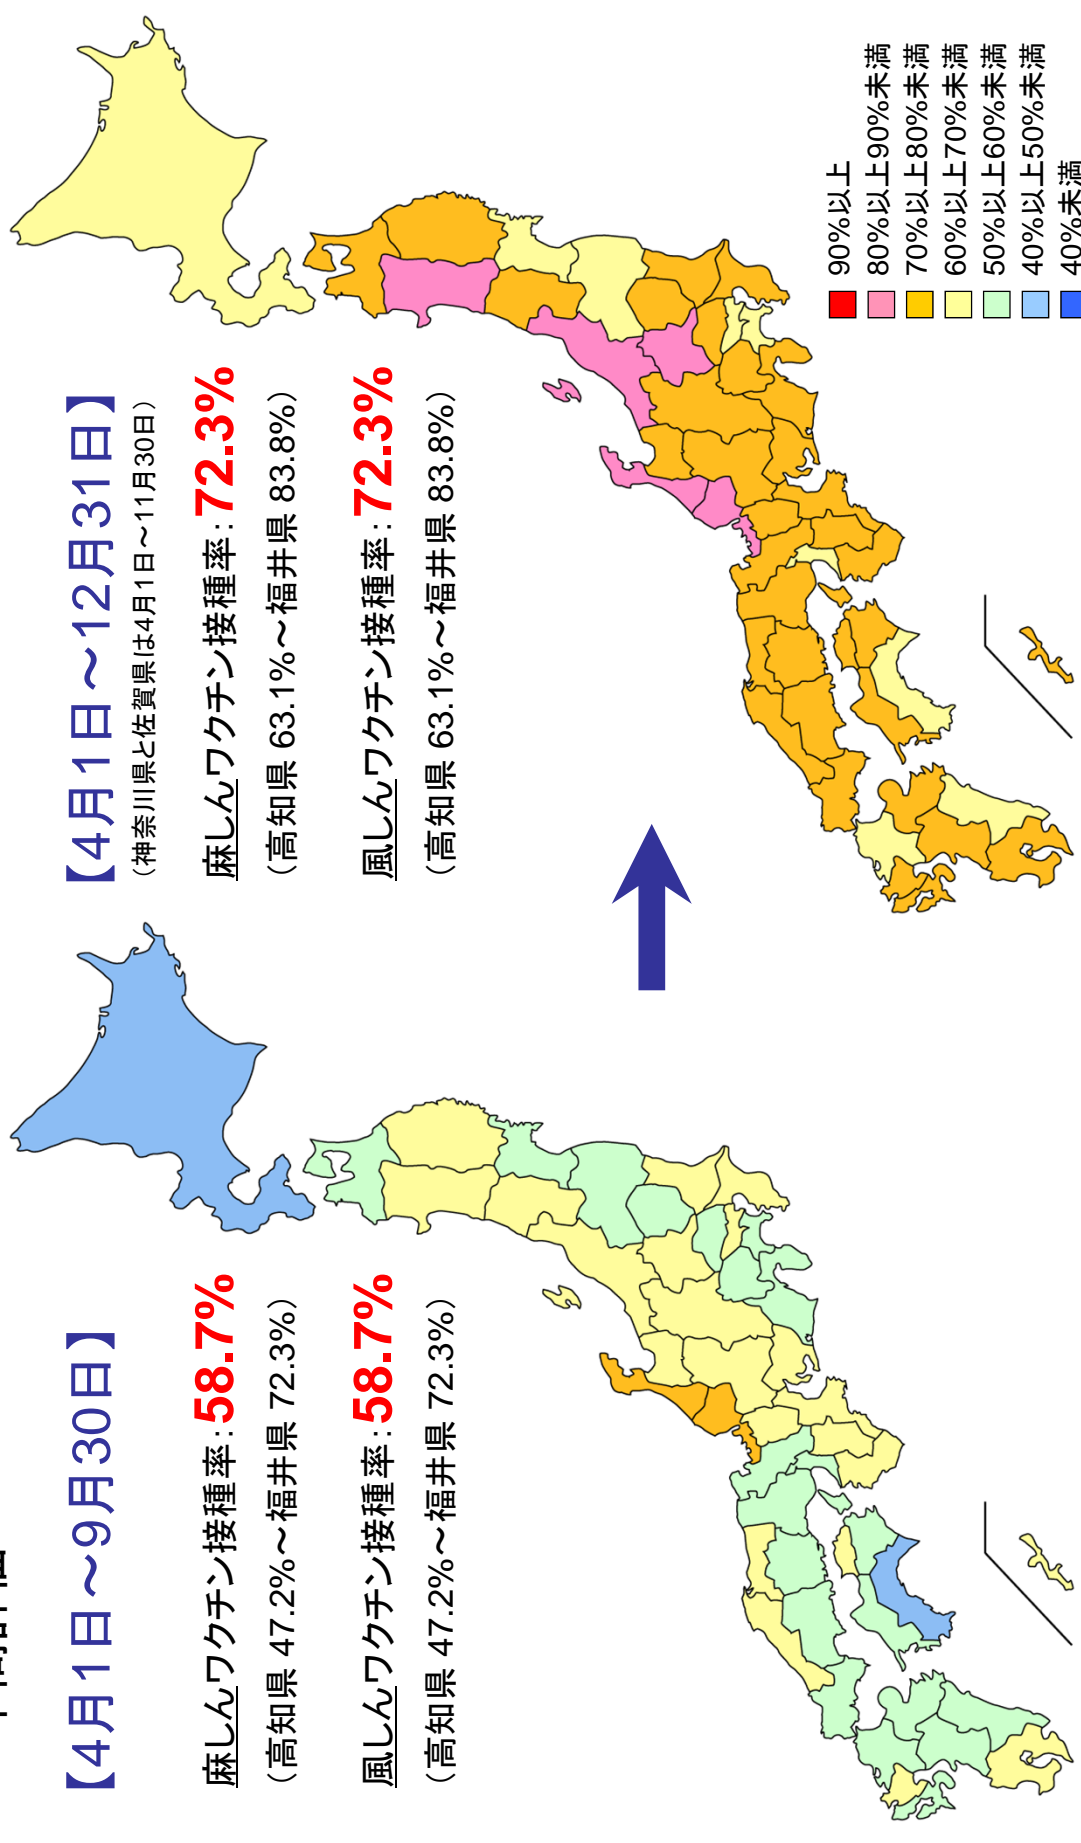 【4月1日～9月30日】
麻しんワクチン接種率：58.7%
（高知県 47.2%～福井県 72.3%）
風しんワクチン接種率：58.7%
（高知県 47.2%～福井県 72.3%）
【4月1日～12月31日】
（神奈川県と佐賀県は4月1日～11月30日）
麻しんワクチン接種率：72.3%
（高知県 63.1%～福井県 83.8%）
風しんワクチン接種率：72.3%
（高知県 63.1%～福井県 83.8%）
90%以上
80%以上90%未満
70%以上80%未満
60%以上70%未満
50%以上60%未満
40%以上50%未満
40%未満